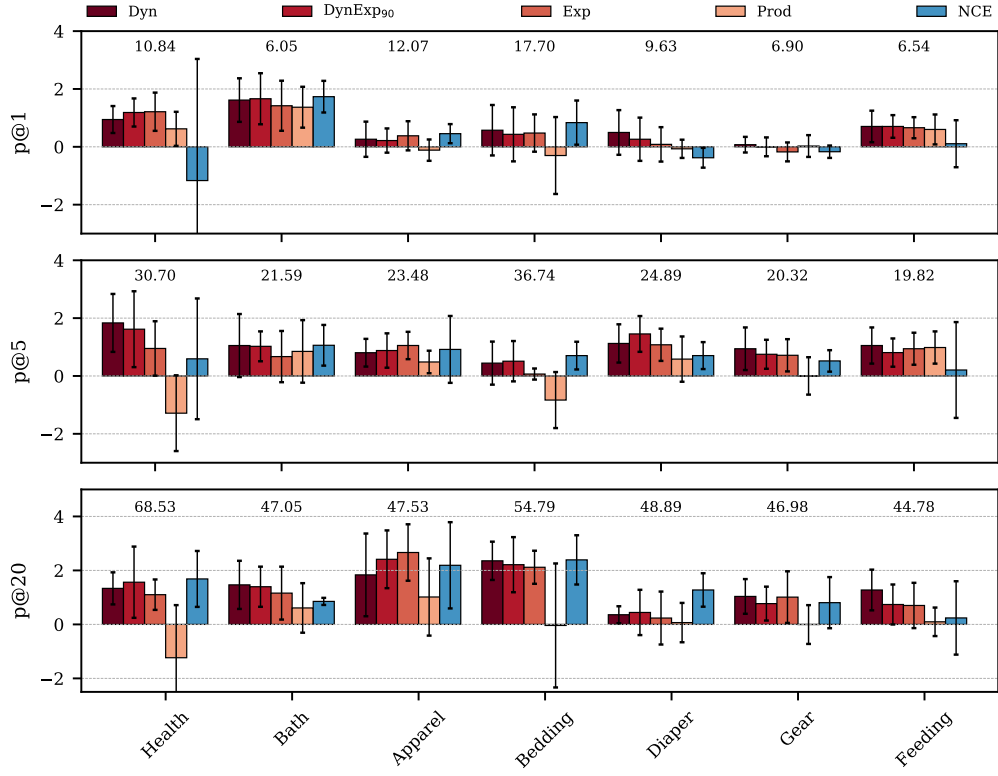 Dyn DynExp90 Exp Prod NCE
4
10.84 6.05 12.07 17.70 9.63 6.90 6.54
2
p@1
0
−2
4
30.70 21.59 23.48 36.74 24.89 20.32 19.82
2
p@5
0
−2
4
68.53 47.05 47.53 54.79 48.89 46.98 44.78
2
p@20
0
−2
Health Bath Apparel Bedding Diaper Gear Feeding